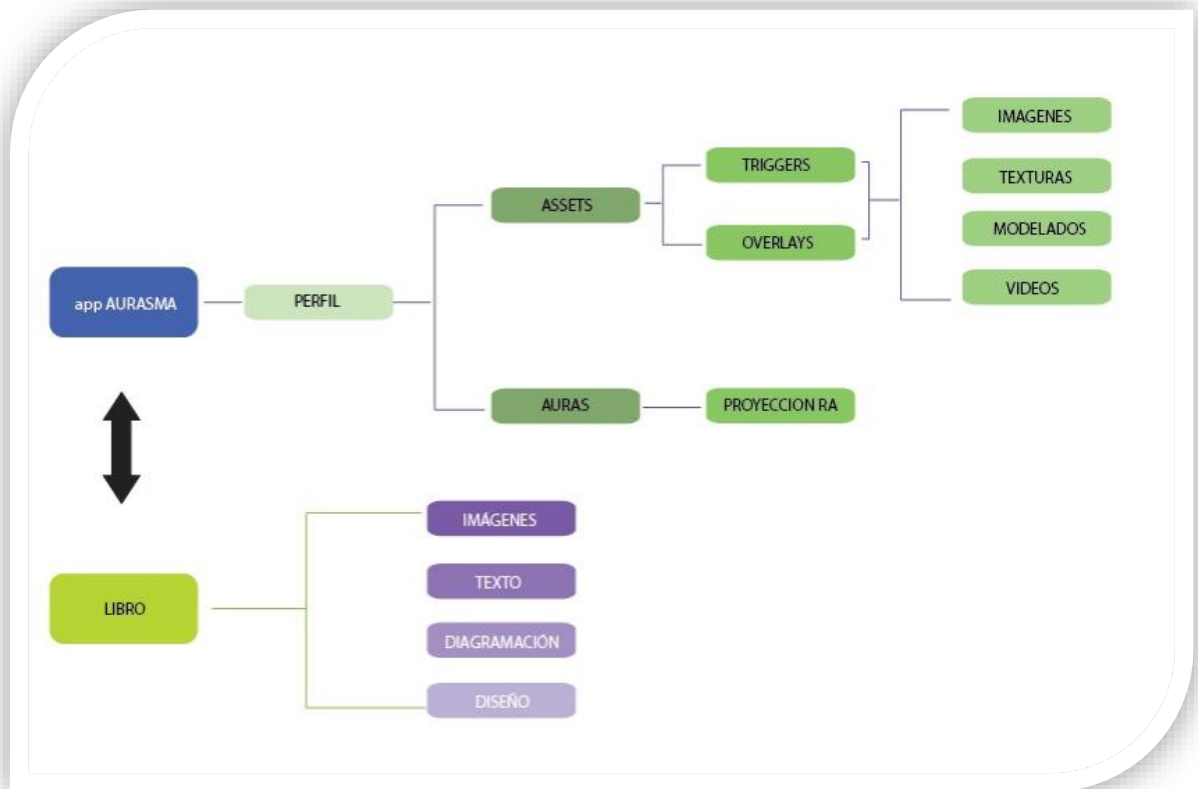 app AURASMA
PERFIL
ASSETS
TRIGGERS
OVERLAYS
IMAGENES
TEXTURAS
MODELADOS
VIDEOS
AURAS
PROYECCION RA
LIBRO
IMÁGENES
TEXTO
DIAGRAMACIÓN
DISEÑO